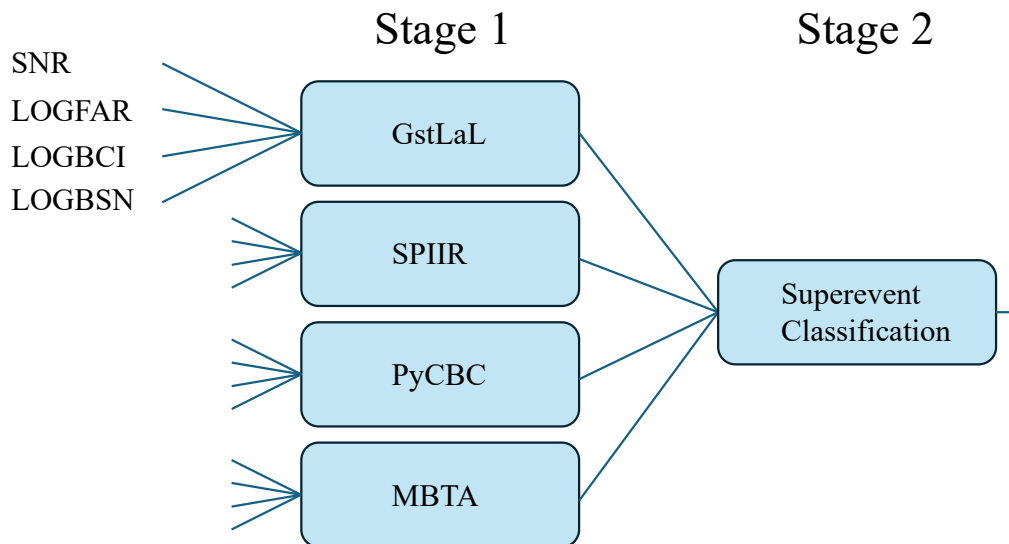 Stage 1
Stage 2
SNR
LOGFAR
LOGBCI
LOGBSN
GstLaL
SPIIR
PyCBC
MBTA
Superevent
Classification